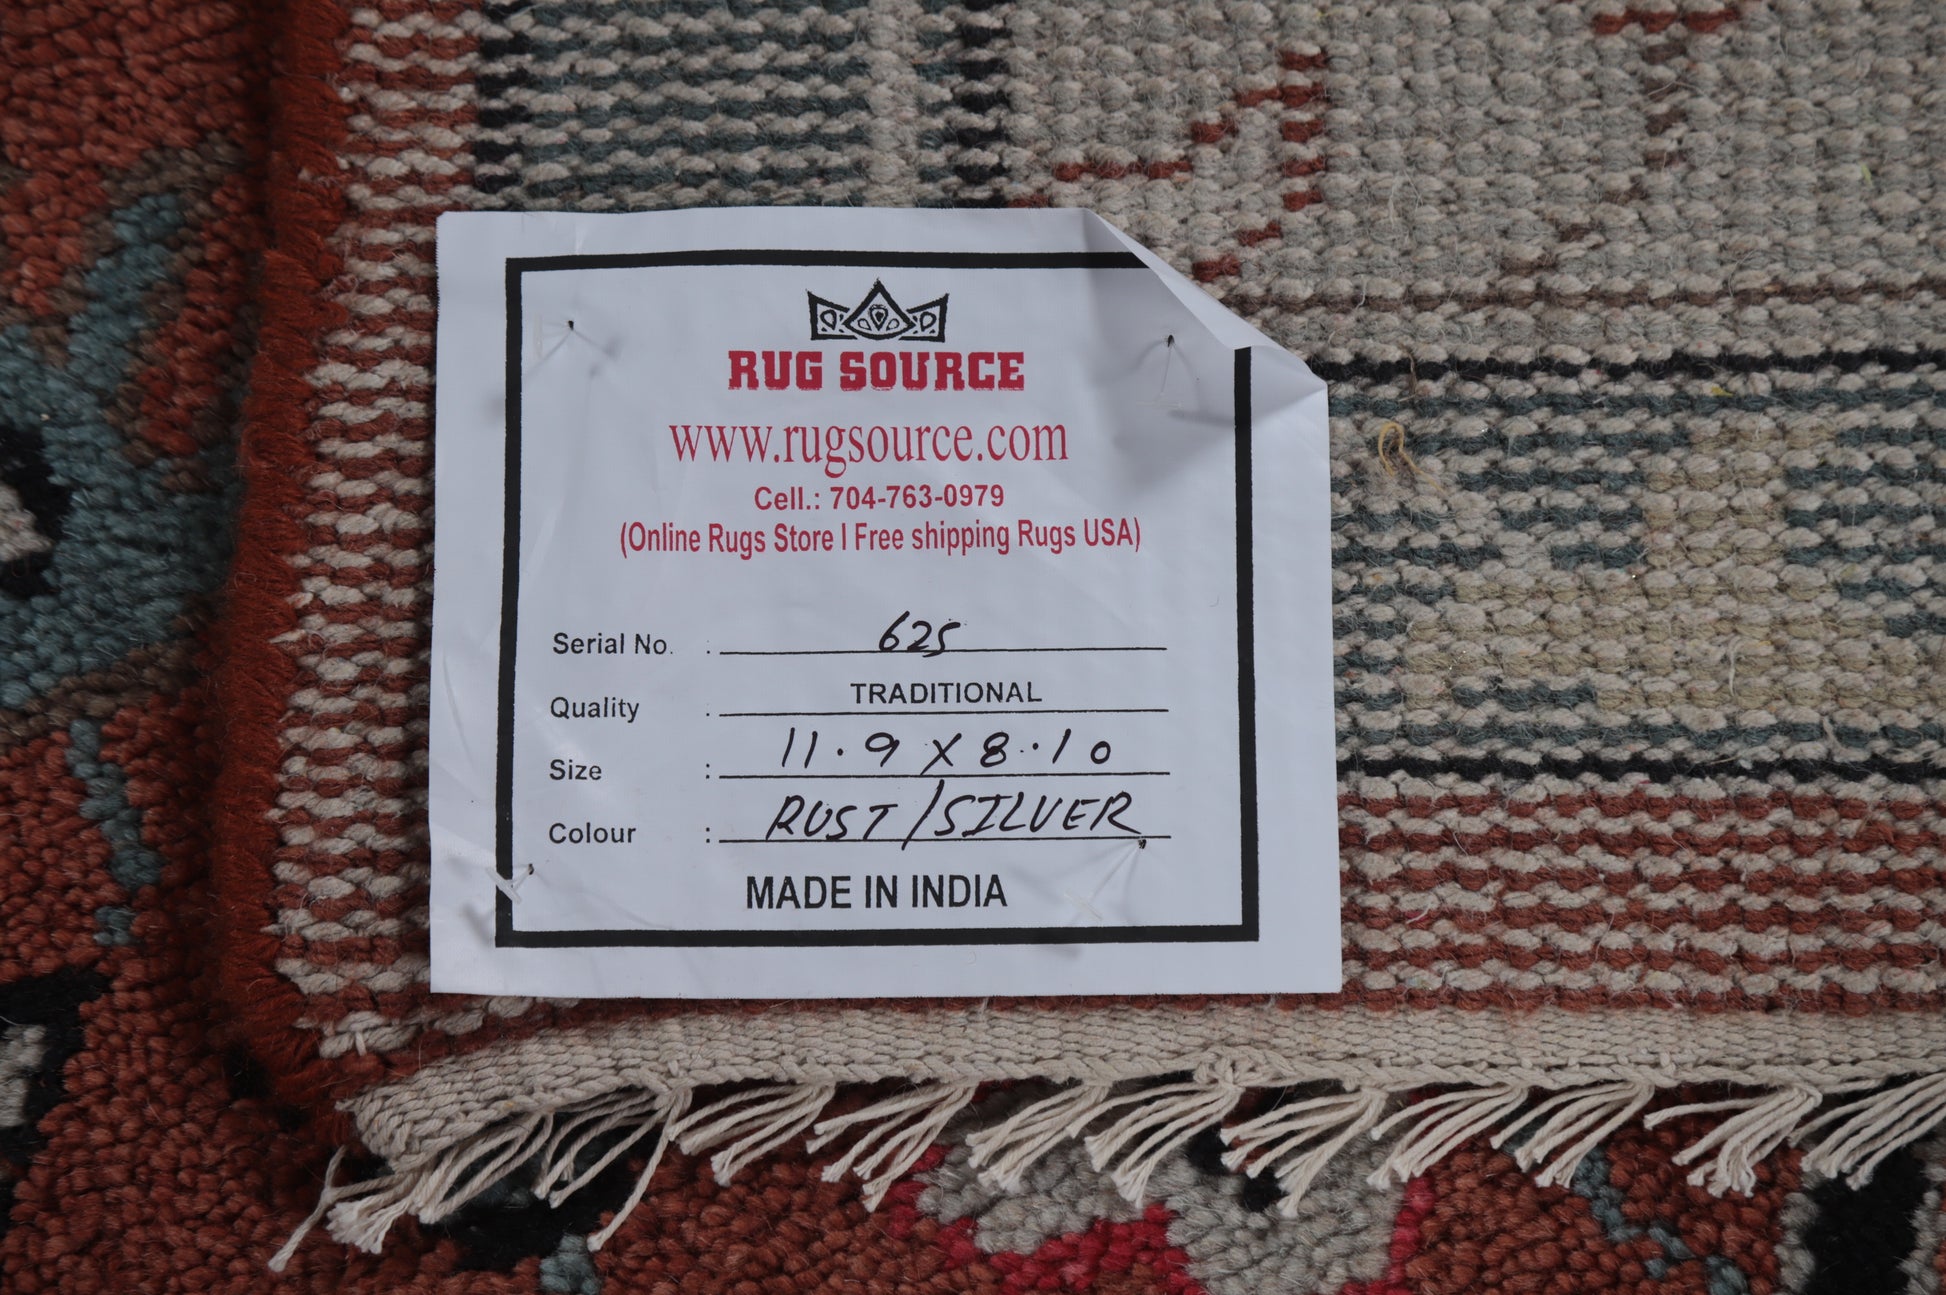 RUG SOURCE
www.rugsource.com
Cell.: 704-763-0979
(Online Rugs Store I Free shipping Rugs USA)
Serial No. : 625
Quality : TRADITIONAL
Size : 11.9 X 8.10
Colour : RUST/SILVER
MADE IN INDIA